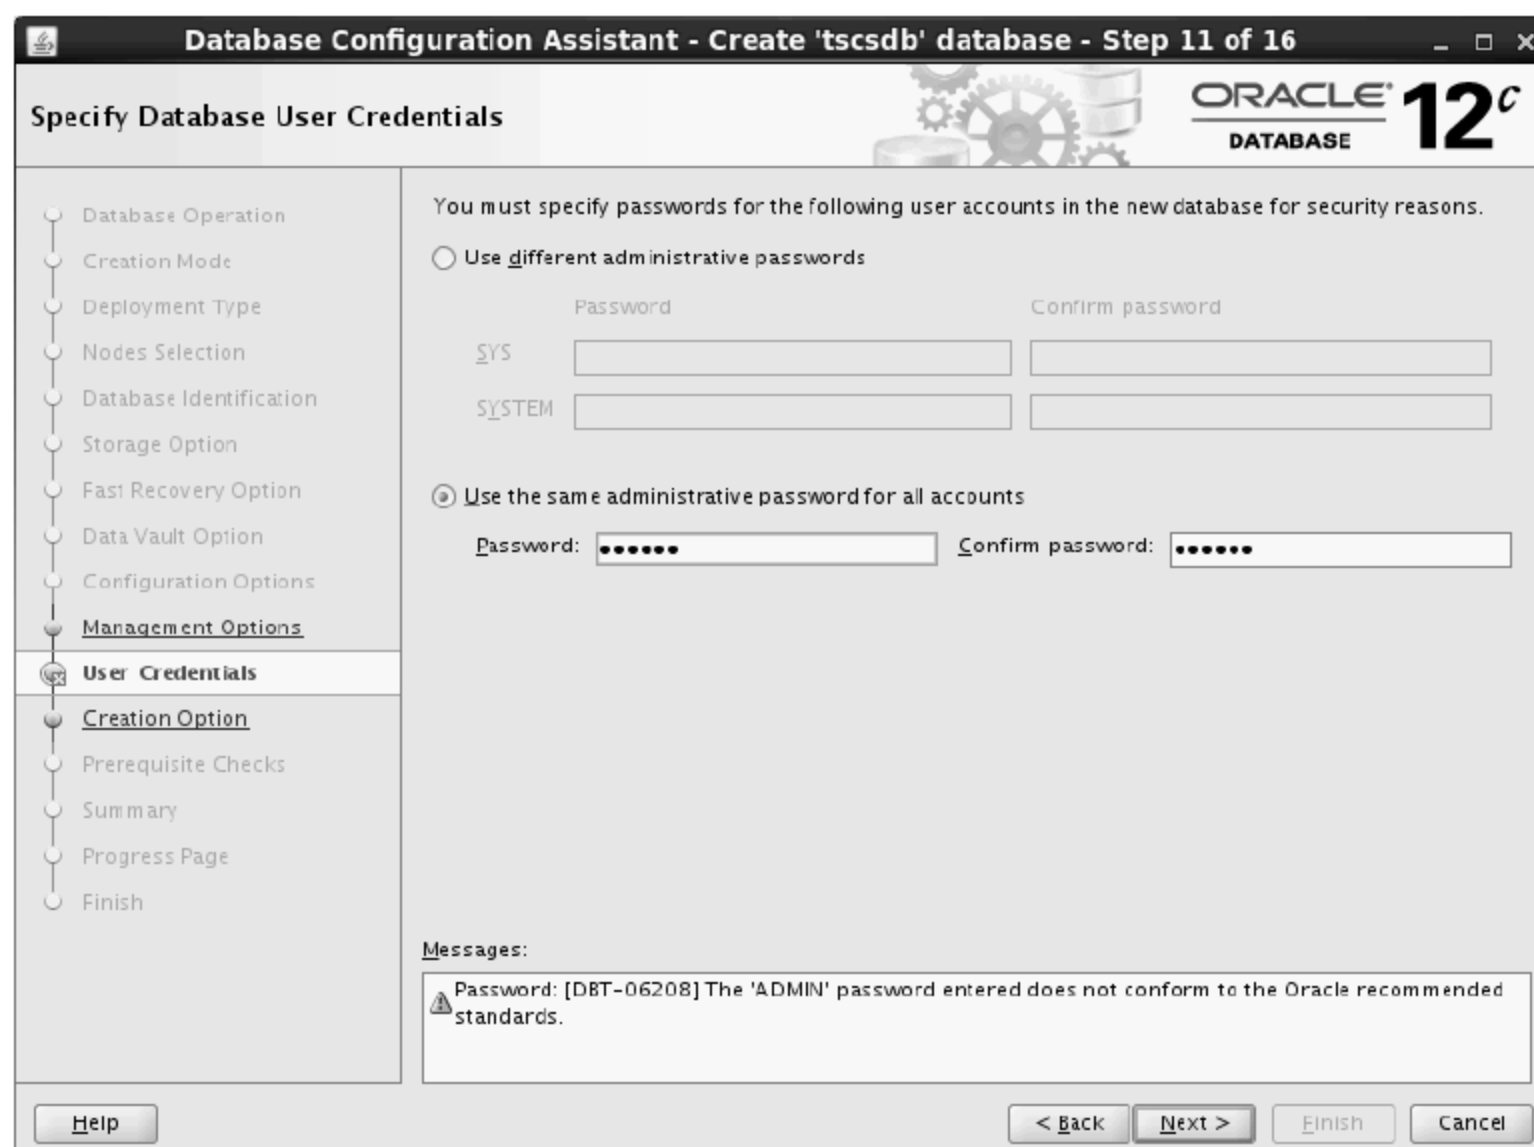 Database Configuration Assistant - Create 'tscsdb' database - Step 11 of 16
Specify Database User Credentials
ORACLE
DATABASE
12c
Database Operation
Creation Mode
Deployment Type
Nodes Selection
Database Identification
Storage Option
Fast Recovery Option
Data Vault Option
Configuration Options
Management Options
User Credentials
Creation Option
Prerequisite Checks
Summary
Progress Page
Finish
You must specify passwords for the following user accounts in the new database for security reasons.
Use different administrative passwords
Password Confirm password
SYS
SYSTEM
Use the same administrative password for all accounts
Password: •••••• Confirm password: ••••••
Messages:
Password: [DBT-06208] The 'ADMIN' password entered does not conform to the Oracle recommended
standards.
Help < Back Next > Finish Cancel